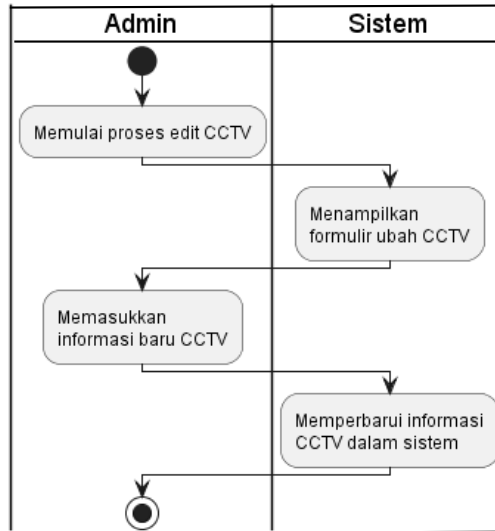 Admin
Sistem
Memulai proses edit CCTV
Menampilkan
formulir ubah CCTV
Memasukkan
informasi baru CCTV
Memperbarui informasi
CCTV dalam sistem